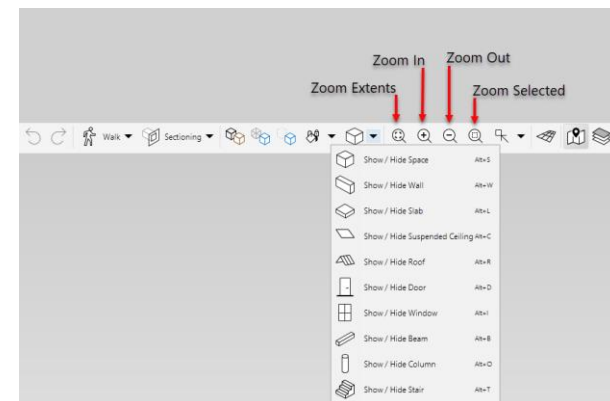 Zoom In Zoom Out
Zoom Extents Zoom Selected
Walk Sectioning
Show / Hide Space Alt+S
Show / Hide Wall Alt+W
Show / Hide Slab Alt+L
Show / Hide Suspended Ceiling Alt+C
Show / Hide Roof Alt+R
Show / Hide Door Alt+D
Show / Hide Window Alt+I
Show / Hide Beam Alt+B
Show / Hide Column Alt+O
Show / Hide Stair Alt+T